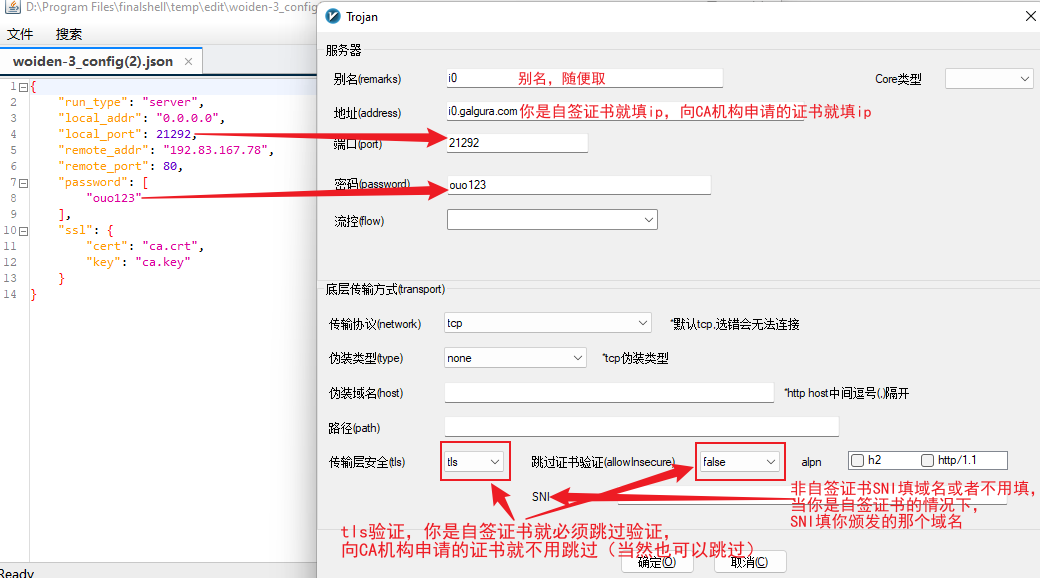 D:\Program Files\finalshell\temp\edit\woiden-3_config
文件 搜索
woiden-3_config(2).json ×
1 {
2 "run_type": "server",
3 "local_addr": "0.0.0.0",
4 "local_port": 21292,
5 "remote_addr": "192.83.167.78",
6 "remote_port": 80,
7 "password": [
8 "ouo123"
9 ],
10 "ssl": {
11 "cert": "ca.crt",
12 "key": "ca.key"
13 }
14 }
Ready
Trojan
服务器
别名(remarks) i0 别名，随便取 Core类型
地址(address) i0.galgura.com 你是自签证书就填ip，向CA机构申请的证书就填ip
端口(port) 21292
密码(password) ouo123
流控(flow)
底层传输方式(transport)
传输协议(network) tcp *默认tcp,选错会无法连接
伪装类型(type) none *tcp伪装类型
伪装域名(host) *http host中间逗号(,)隔开
路径(path)
传输层安全(tls) tls 跳过证书验证(allowInsecure) false alpn h2 http/1.1
SNI
非自签证书SNI填域名或者不用填，
当你是自签证书的情况下，
SNI填你颁发的那个域名
tls验证，你是自签证书就必须跳过验证，
向CA机构申请的证书就不用跳过（当然也可以跳过）
确定(O) 取消(C)